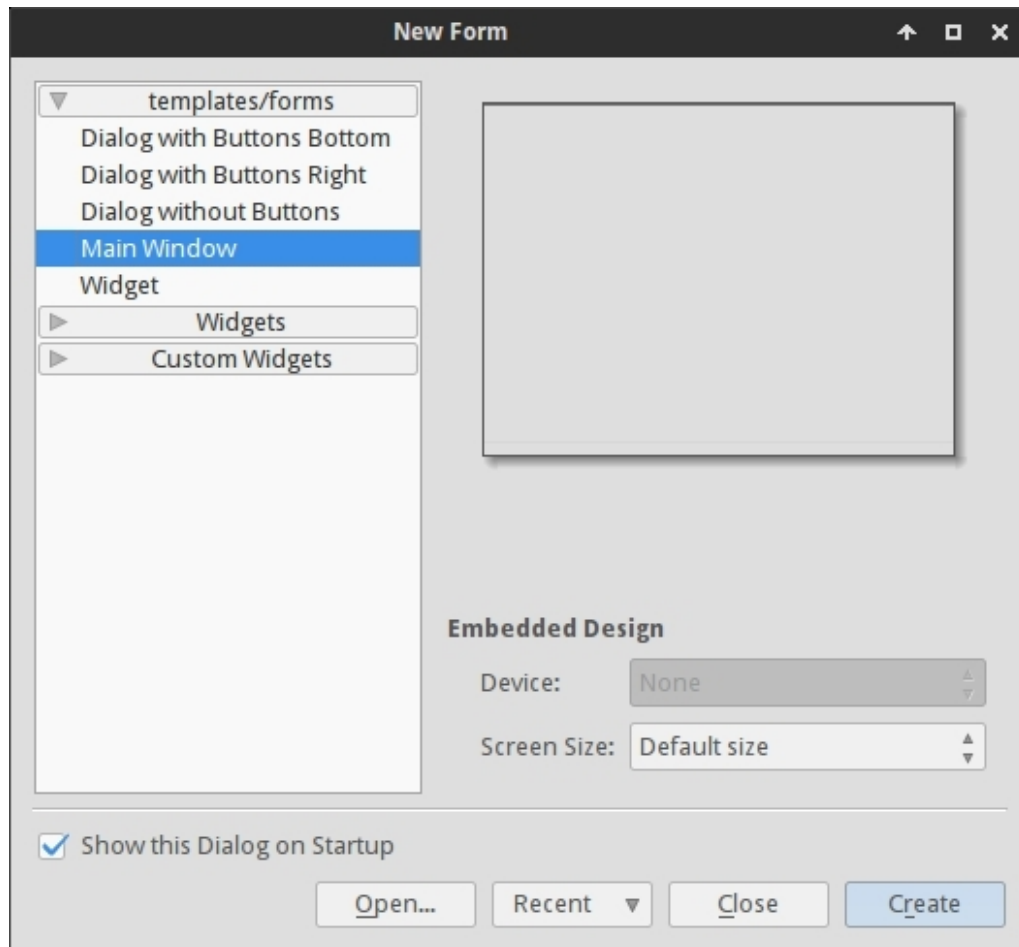 New Form
templates/forms
Dialog with Buttons Bottom
Dialog with Buttons Right
Dialog without Buttons
Main Window
Widget
Widgets
Custom Widgets
Embedded Design
Device: None
Screen Size: Default size
Show this Dialog on Startup
Open... Recent Close Create